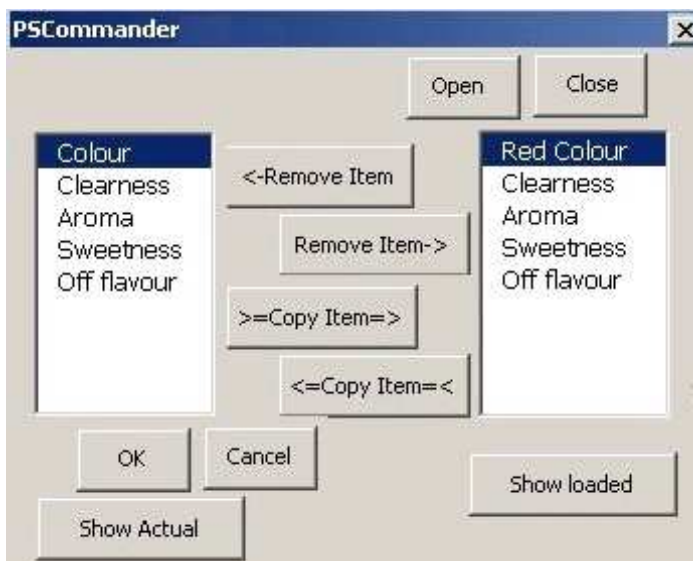 PSCommander
Open
Close
Colour
Clearness
Aroma
Sweetness
Off flavour
<-Remove Item
Remove Item->
>=Copy Item=>
<=Copy Item=<
Red Colour
Clearness
Aroma
Sweetness
Off flavour
OK
Cancel
Show loaded
Show Actual